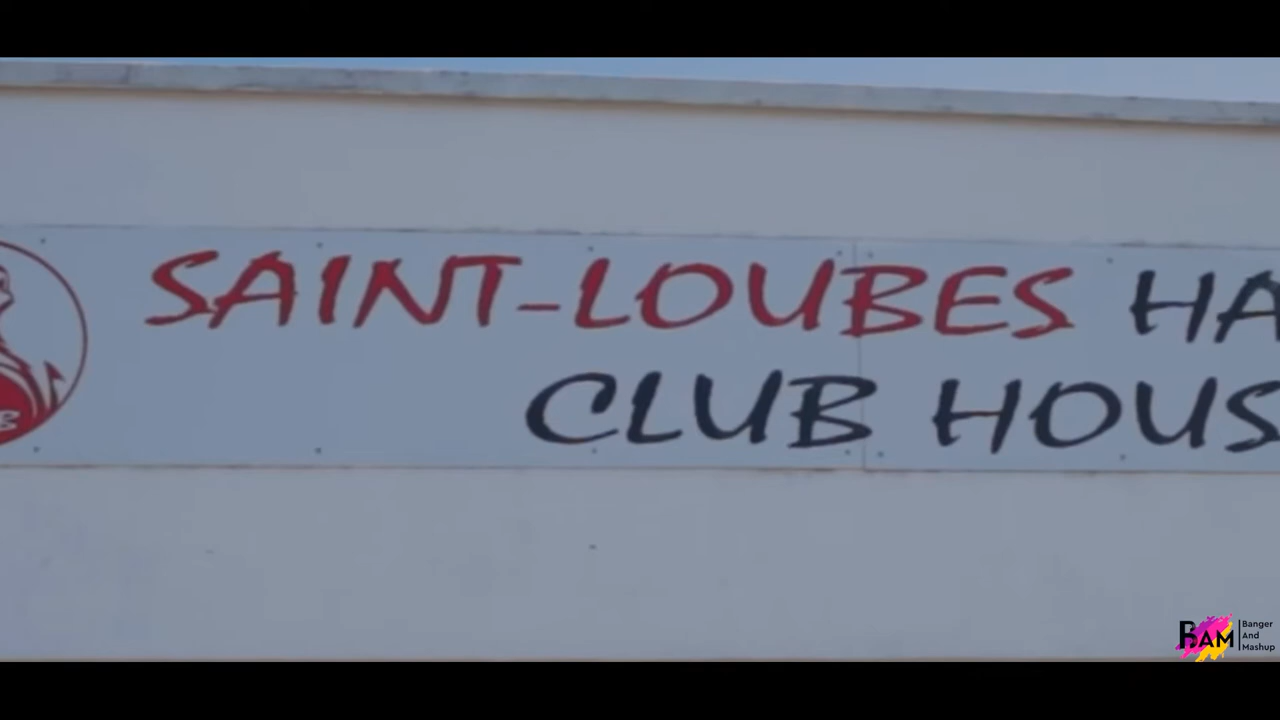 SAINT-LOUBES HA
CLUB HOUS
B
BAM
Banger
And
Mashup